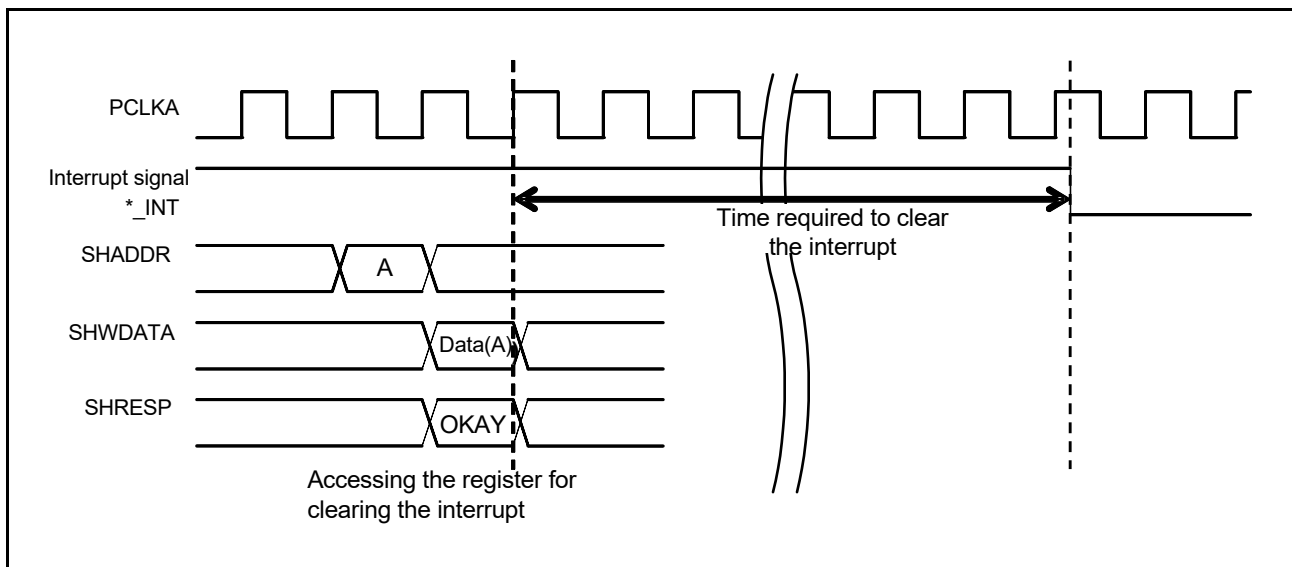 PCLKA
Interrupt signal
*_INT
Time required to clear
the interrupt
SHADDR
A
SHWDATA
Data(A)
SHRESP
OKAY
Accessing the register for
clearing the interrupt